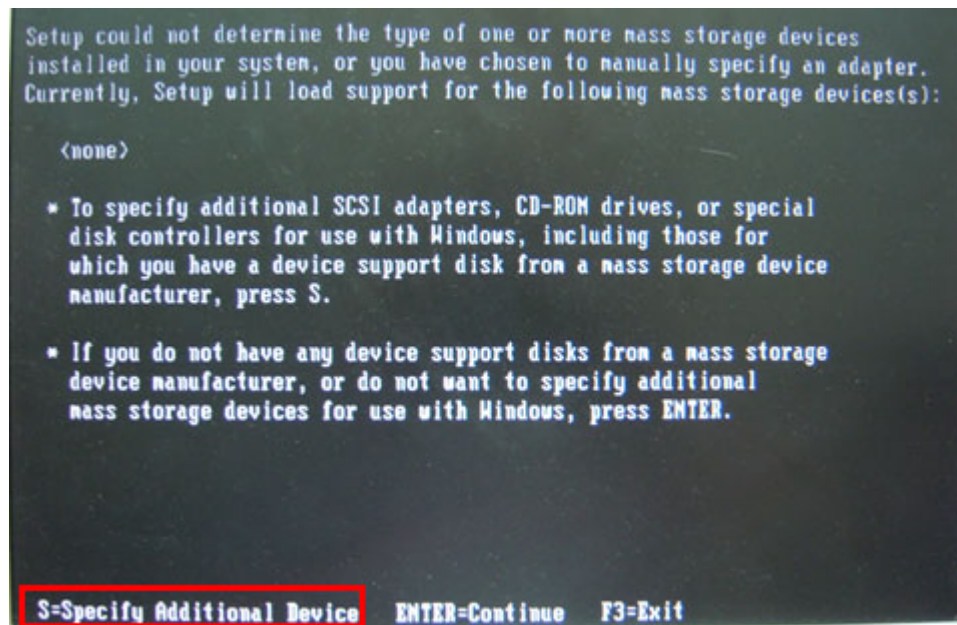 Setup could not determine the type of one or more mass storage devices
installed in your system, or you have chosen to manually specify an adapter.
Currently, Setup will load support for the following mass storage devices(s):
<none>
* To specify additional SCSI adapters, CD-ROM drives, or special
disk controllers for use with Windows, including those for
which you have a device support disk from a mass storage device
manufacturer, press S.
* If you do not have any device support disks from a mass storage
device manufacturer, or do not want to specify additional
mass storage devices for use with Windows, press ENTER.
S=Specify Additional Device ENTER=Continue F3=Exit